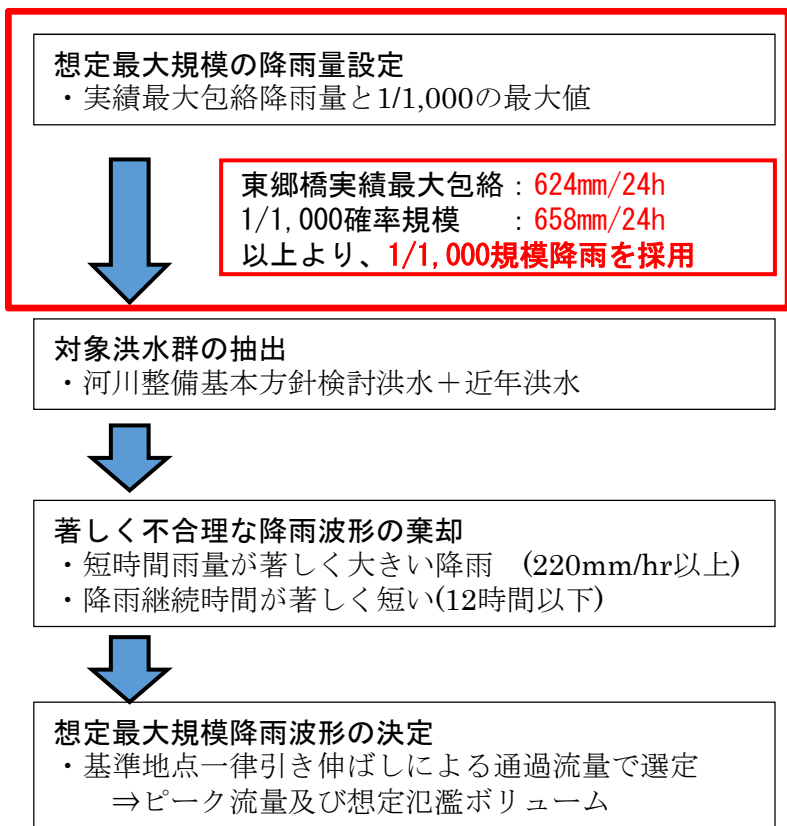 想定最大規模の降雨量設定
・実績最大包絡降雨量と1/1,000の最大値
東郷橋実績最大包絡：624㎜/24h
1/1,000確率規模　　：658㎜/24h
以上より、1/1,000規模降雨を採用
対象洪水群の抽出
・河川整備基本方針検討洪水＋近年洪水
著しく不合理な降雨波形の棄却
・短時間雨量が著しく大きい降雨　(220mm/hr以上)
・降雨継続時間が著しく短い(12時間以下)
想定最大規模降雨波形の決定
・基準地点一律引き伸ばしによる通過流量で選定
⇒ピーク流量及び想定氾濫ボリューム